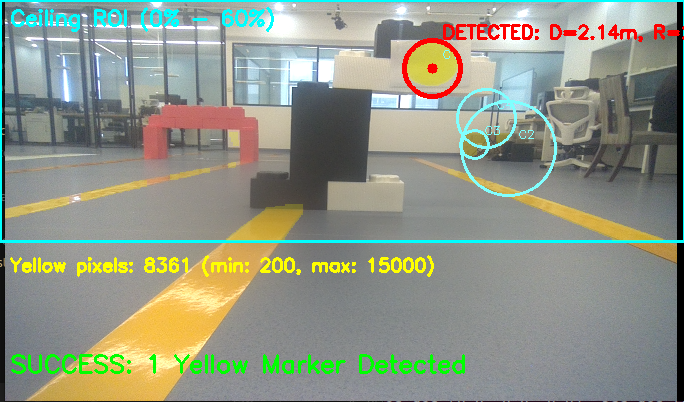 Ceiling ROI (0% - 60%)
DETECTED: D=2.14m, R=
C3
C2
Yellow pixels: 8361 (min: 200, max: 15000)
SUCCESS: 1 Yellow Marker Detected